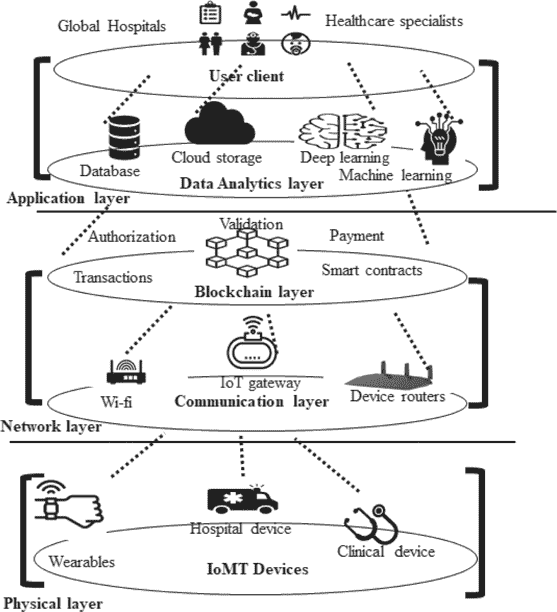 Global Hospitals
Healthcare specialists
User client
Database
Cloud storage
Deep learning
Machine learning
Data Analytics layer
Application layer
Authorization
Validation
Payment
Transactions
Smart contracts
Blockchain layer
Wi-fi
IoT gateway
Device routers
Communication layer
Network layer
Wearables
Hospital device
Clinical device
IoMT Devices
Physical layer